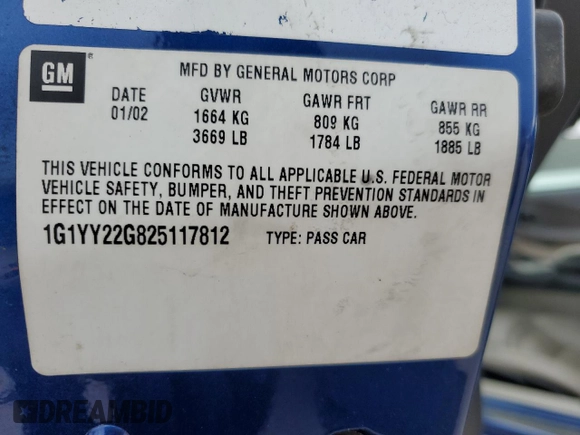 GM
MFD BY GENERAL MOTORS CORP
DATE GVWR GAWR FRT GAWR RR
01/02 1664 KG 809 KG 855 KG
3669 LB 1784 LB 1885 LB
THIS VEHICLE CONFORMS TO ALL APPLICABLE U.S. FEDERAL MOTOR
VEHICLE SAFETY, BUMPER, AND THEFT PREVENTION STANDARDS IN
EFFECT ON THE DATE OF MANUFACTURE SHOWN ABOVE.
1G1YY22G825117812 TYPE: PASS CAR
DREAMBID